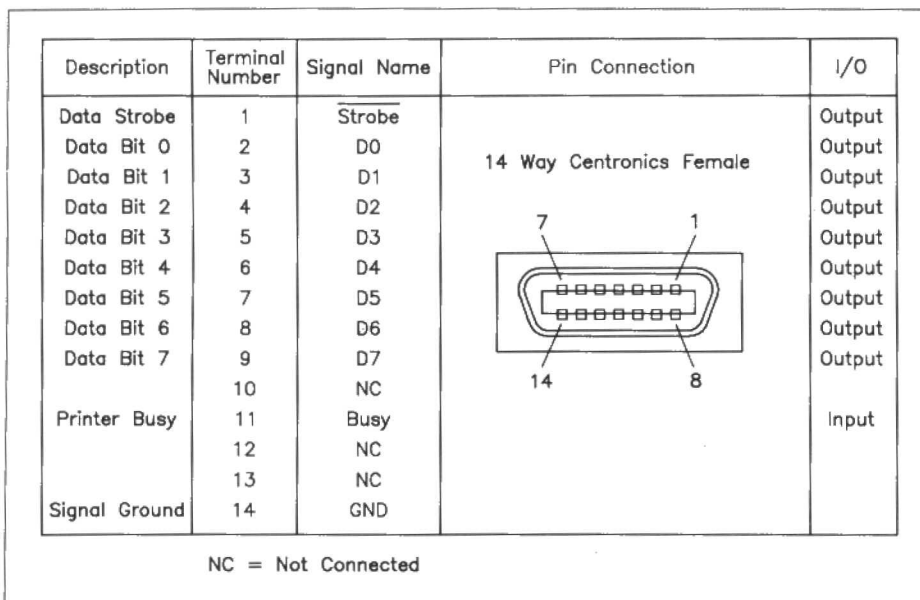 Description Terminal Number Signal Name Pin Connection I/O
Data Strobe 1 Strobe Output
Data Bit 0 2 D0 Output
14 Way Centronics Female
Data Bit 1 3 D1 Output
Data Bit 2 4 D2 Output
7 1
Data Bit 3 5 D3 Output
Data Bit 4 6 D4 Output
Data Bit 5 7 D5 Output
Data Bit 6 8 D6 Output
Data Bit 7 9 D7 Output
14 8
10 NC
Printer Busy 11 Busy Input
12 NC
13 NC
Signal Ground 14 GND
NC = Not Connected